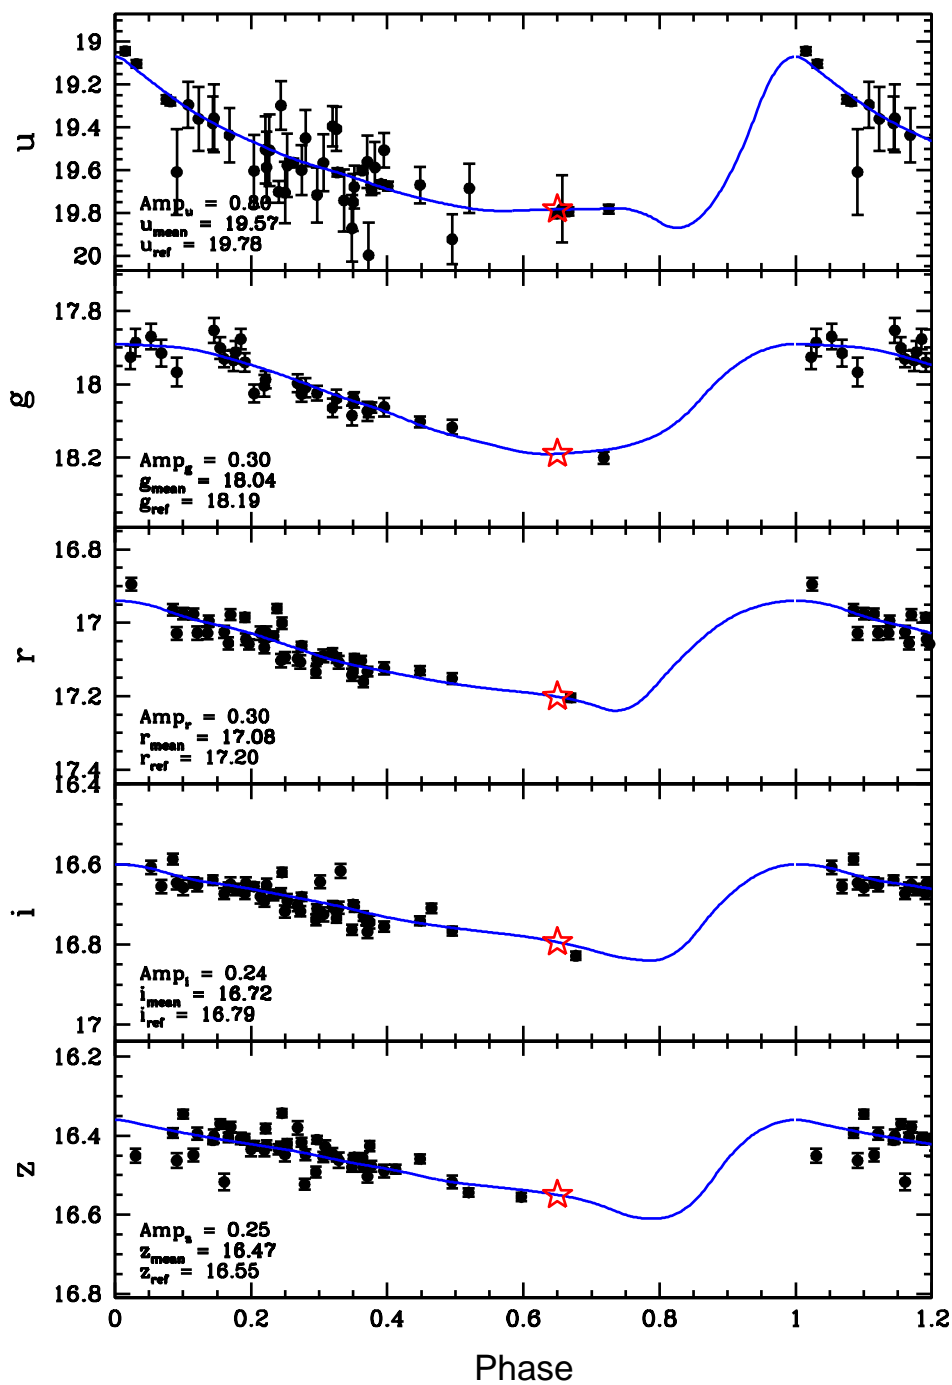 19
19.2
19.4
19.6
19.8
20
u
Amp_u = 0.80
u_mean = 19.57
u_ref = 19.78
17.8
18
18.2
g
Amp_g = 0.30
g_mean = 18.04
g_ref = 18.19
16.8
17
17.2
17.4
r
Amp_r = 0.30
r_mean = 17.08
r_ref = 17.20
16.4
16.6
16.8
17
i
Amp_i = 0.24
i_mean = 16.72
i_ref = 16.79
16.2
16.4
16.6
16.8
z
Amp_z = 0.25
z_mean = 16.47
z_ref = 16.55
0 0.2 0.4 0.6 0.8 1 1.2
Phase